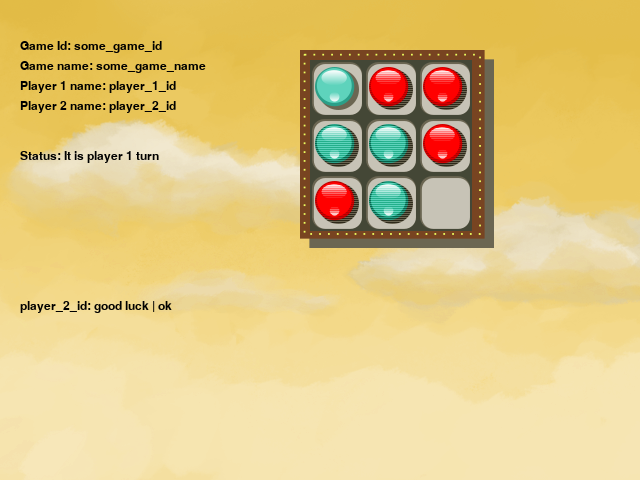 Game Id: some_game_id
Game name: some_game_name
Player 1 name: player_1_id
Player 2 name: player_2_id
Status: It is player 1 turn
player_2_id: good luck | ok